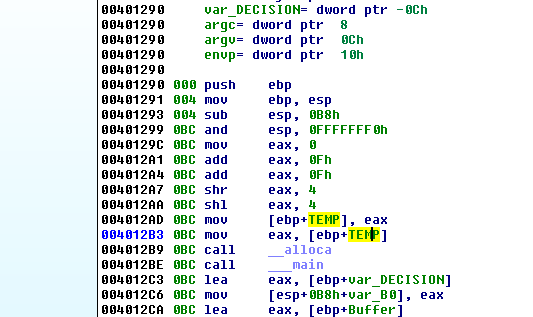 00401290 var_DECISION= dword ptr -0Ch
00401290 argc= dword ptr 8
00401290 argv= dword ptr 0Ch
00401290 envp= dword ptr 10h
00401290
00401290 000 push ebp
00401291 004 mov ebp, esp
00401293 004 sub esp, 0B8h
00401299 0BC and esp, 0FFFFFFF0h
0040129C 0BC mov eax, 0
004012A1 0BC add eax, 0Fh
004012A4 0BC add eax, 0Fh
004012A7 0BC shr eax, 4
004012AA 0BC shl eax, 4
004012AD 0BC mov [ebp+TEMP], eax
004012B3 0BC mov eax, [ebp+TEMP]
004012B9 0BC call __alloca
004012BE 0BC call ___main
004012C3 0BC lea eax, [ebp+var_DECISION]
004012C6 0BC mov [esp+0B8h+var_B0], eax
004012CA 0BC lea eax, [ebp+Buffer]